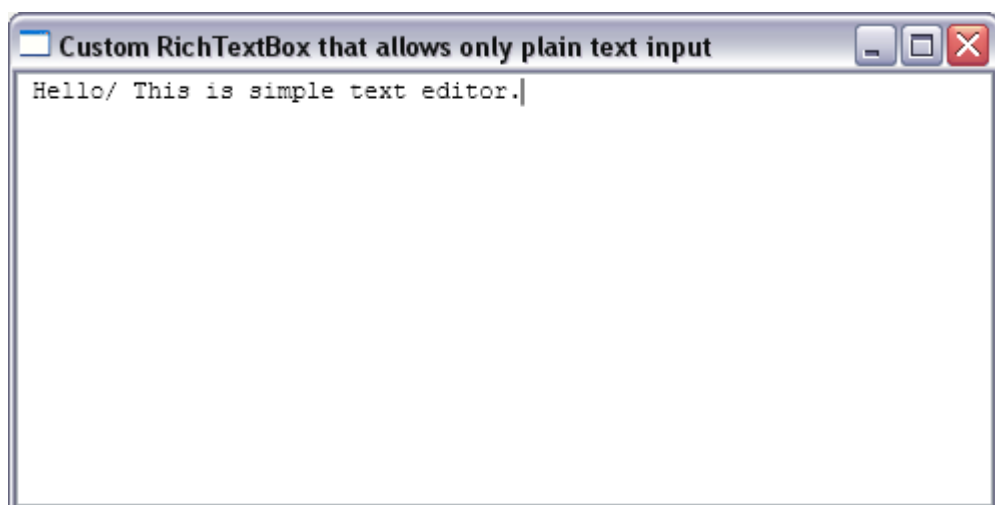 Custom RichTextBox that allows only plain text input
Hello/ This is simple text editor.